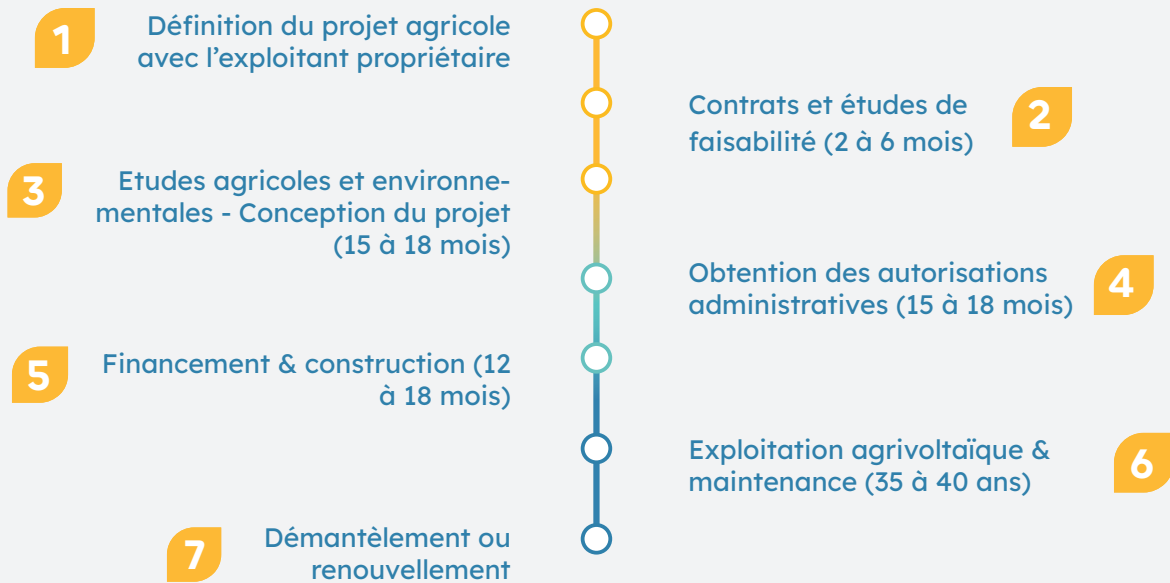 1
Définition du projet agricole
avec l'exploitant propriétaire
Contrats et études de
faisabilité (2 à 6 mois)
2
3
Etudes agricoles et environne-
mentales - Conception du projet
(15 à 18 mois)
Obtention des autorisations
administratives (15 à 18 mois)
4
5
Financement & construction (12
à 18 mois)
Exploitation agrivoltaïque &
maintenance (35 à 40 ans)
6
7
Démantèlement ou
renouvellement